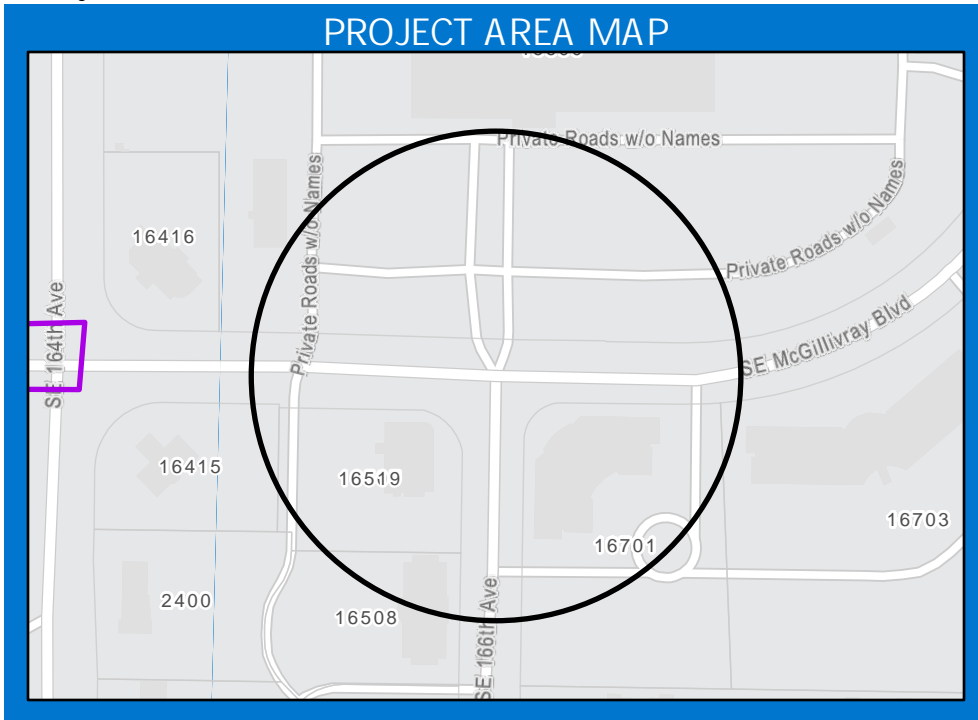 PROJECT AREA MAP
Private Roads w/o Names
Private Roads w/o Names
16416
Private Roads w/o Names
SE 164th Ave
SE McGillivray Blvd
16415
16519
16703
16701
2400
16508
SE 166th Ave